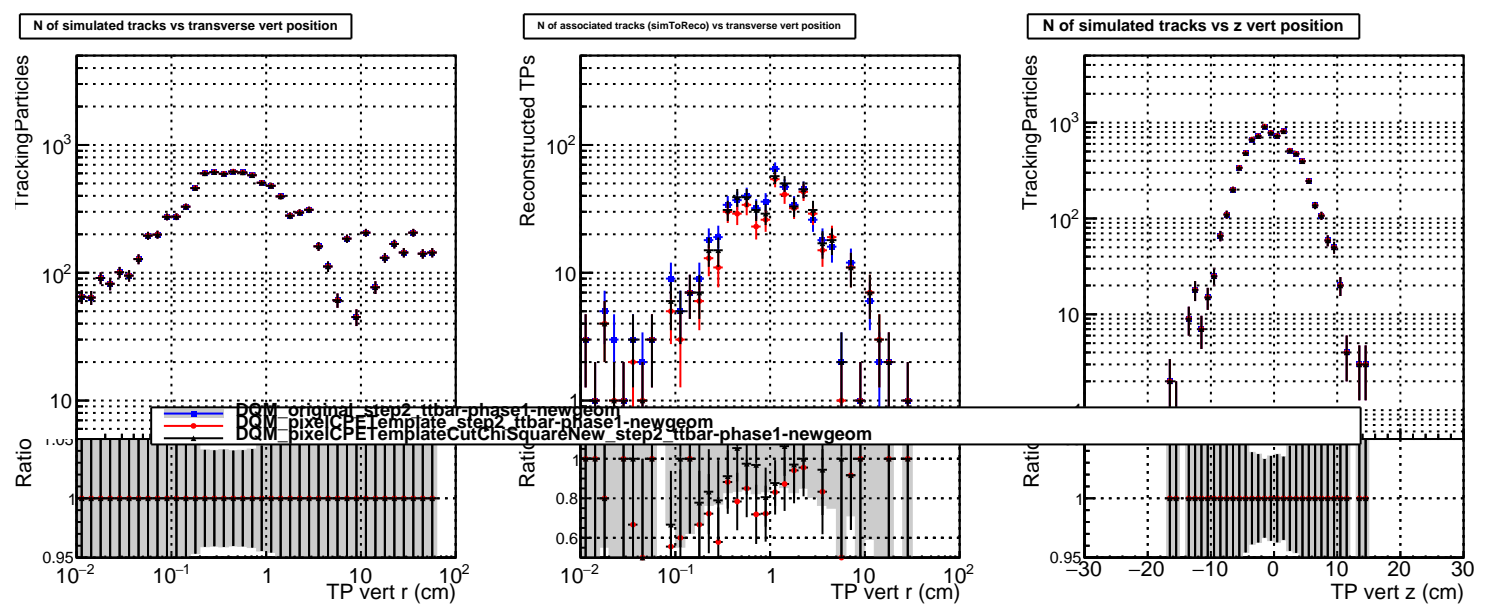 N of simulated tracks vs transverse vert position
TrackingParticles
10³
10²
10
Ratio
1.05
1
0.95
10⁻²
10⁻¹
1
10
10²
TP vert r (cm)
N of associated tracks (simToReco) vs transverse vert position
Reconstructed TPs
10²
10
1
Ratio
1
0.8
0.6
10⁻²
10⁻¹
1
10
10²
TP vert r (cm)
N of simulated tracks vs z vert position
TrackingParticles
10³
10²
10
1
Ratio
1
0.95
−30
−20
−10
0
10
20
30
TP vert z (cm)
DQM_original_step2_ttbar-phase1-newgeom
DQM_pixelCPETemplate_step2_ttbar-phase1-newgeom
DQM_pixelCPETemplateCutChiSquareNew_step2_ttbar-phase1-newgeom